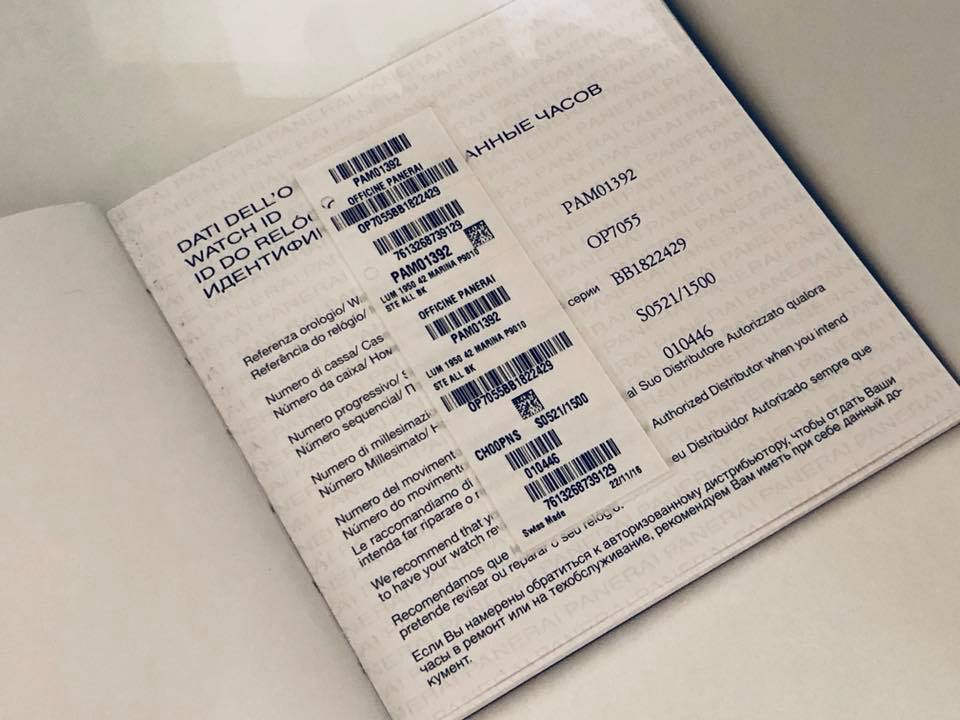 DATI DELL'O
WATCH ID
ID DO RELÓ
ИДЕНТИФИ
АННЫЕ ЧАСОВ
Referenza orologio/ W
Referência do relógio/
PAM01392
Numero di cassa/ Cas
Número da caixa/ Ho
OP7055
Numero progressivo/ S
Número sequencial/ П
серии BB1822429
Numero di millesimazi
Número Millesimato/ Н
S0521/1500
Numero del moviment
Número do movimento
010446
Le raccomandiamo di
al Suo Distributore Autorizzato qualora
intenda far riparare o r
We recommend that y
Authorized Distributor when you intend
to have your watch re
Recomendamos que
eu Distribuidor Autorizado sempre que
pretende revisar ou reparar o seu relógio.
Если Вы намерены обратиться к авторизованному дистрибьютору, чтобы отдать Ваши
часы в ремонт или на техобслуживание, рекомендуем Вам иметь при себе данный до-
кумент.
PAM01392
OFFICINE PANERAI
OP7055BB1822429
7613268739129
PAM01392
LUM 1950 42 MARINA P9010
STE ALL BK
OFFICINE PANERAI
PAM01392
LUM 1950 42 MARINA P9010
STE ALL BK
OP7055BB1822429
CH00PNS S0521/1500
010446
7613268739129
22/11/16
Swiss Made